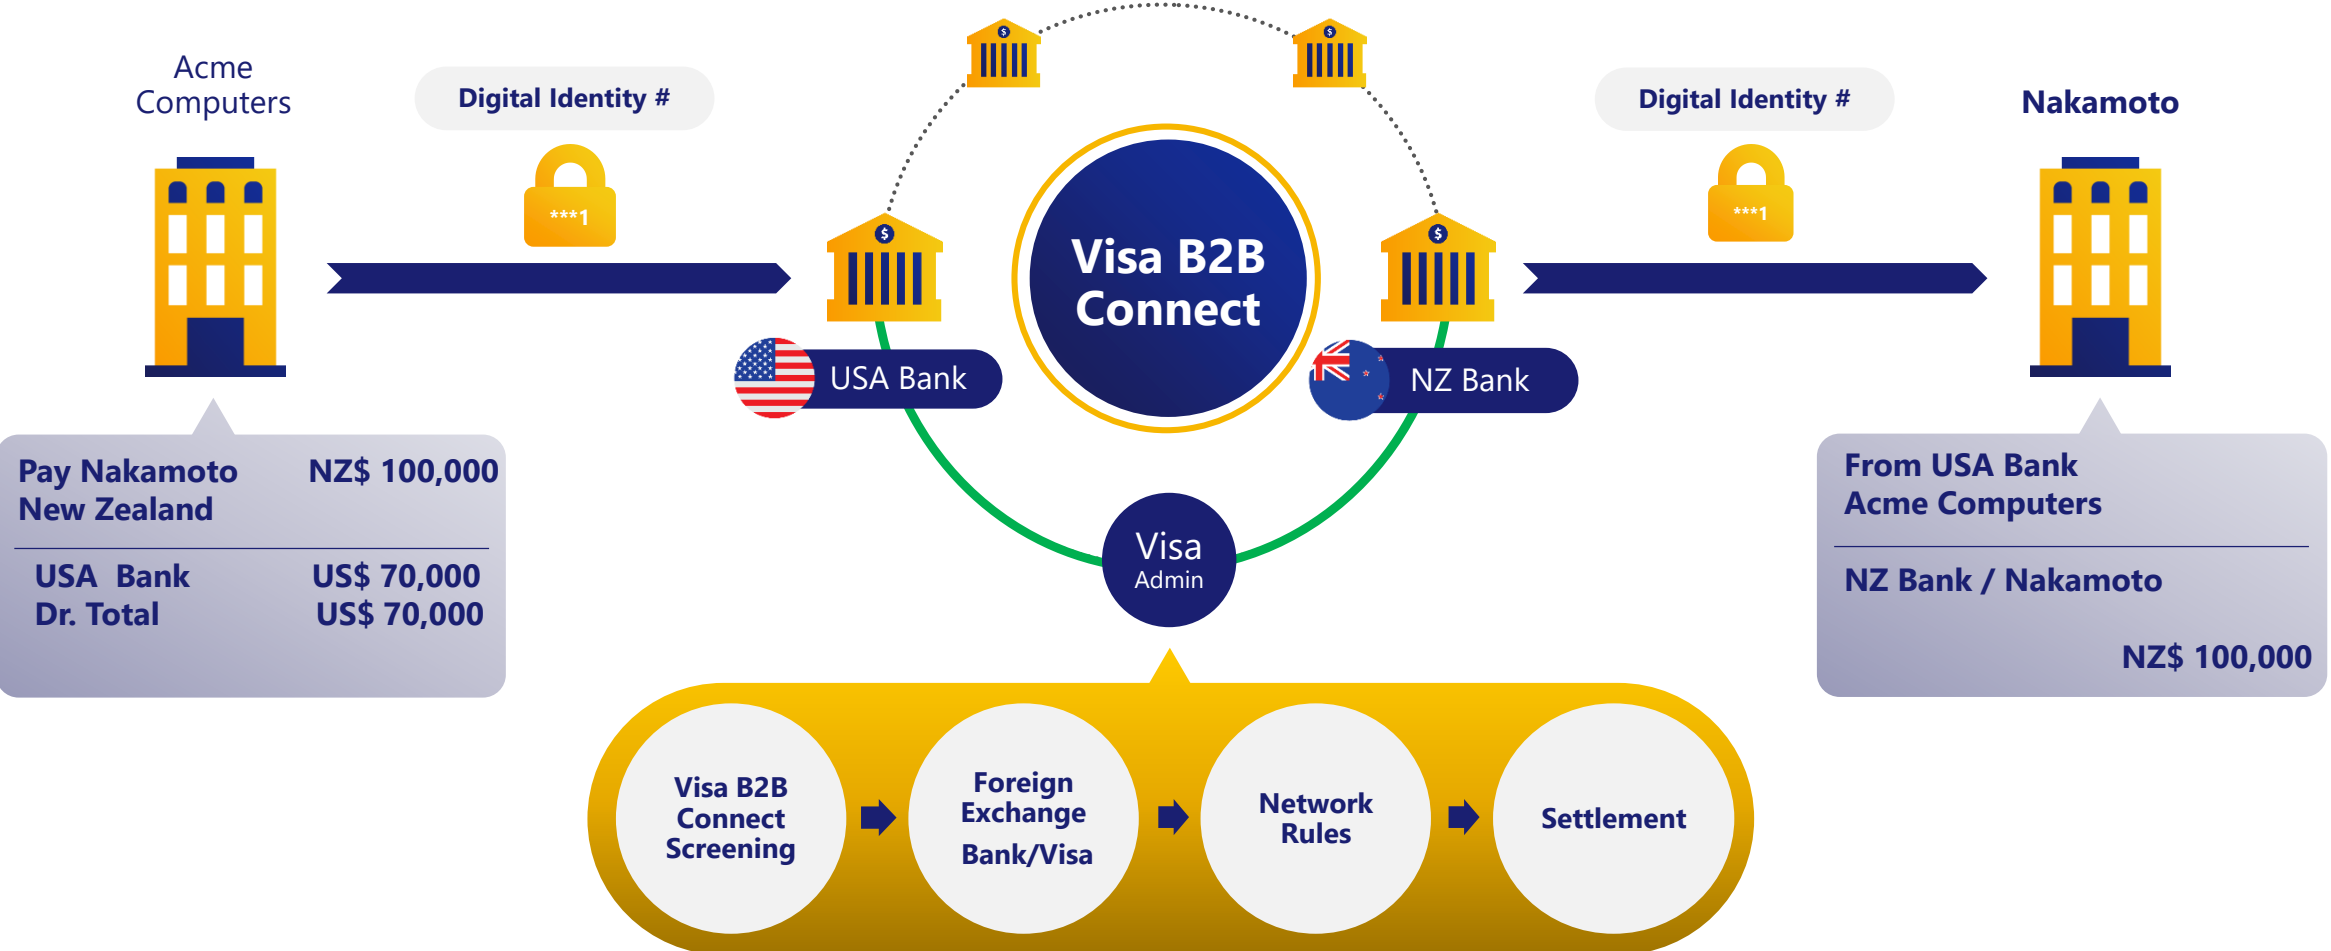 Acme
Computers
Digital Identity #
***1
$
$
Visa B2B
Connect
$
$
USA Bank
NZ Bank
Digital Identity #
***1
Nakamoto
Pay Nakamoto NZ$ 100,000
New Zealand
USA Bank US$ 70,000
Dr. Total US$ 70,000
Visa
Admin
From USA Bank
Acme Computers
NZ Bank / Nakamoto
NZ$ 100,000
Visa B2B
Connect
Screening
Foreign
Exchange
Bank/Visa
Network
Rules
Settlement